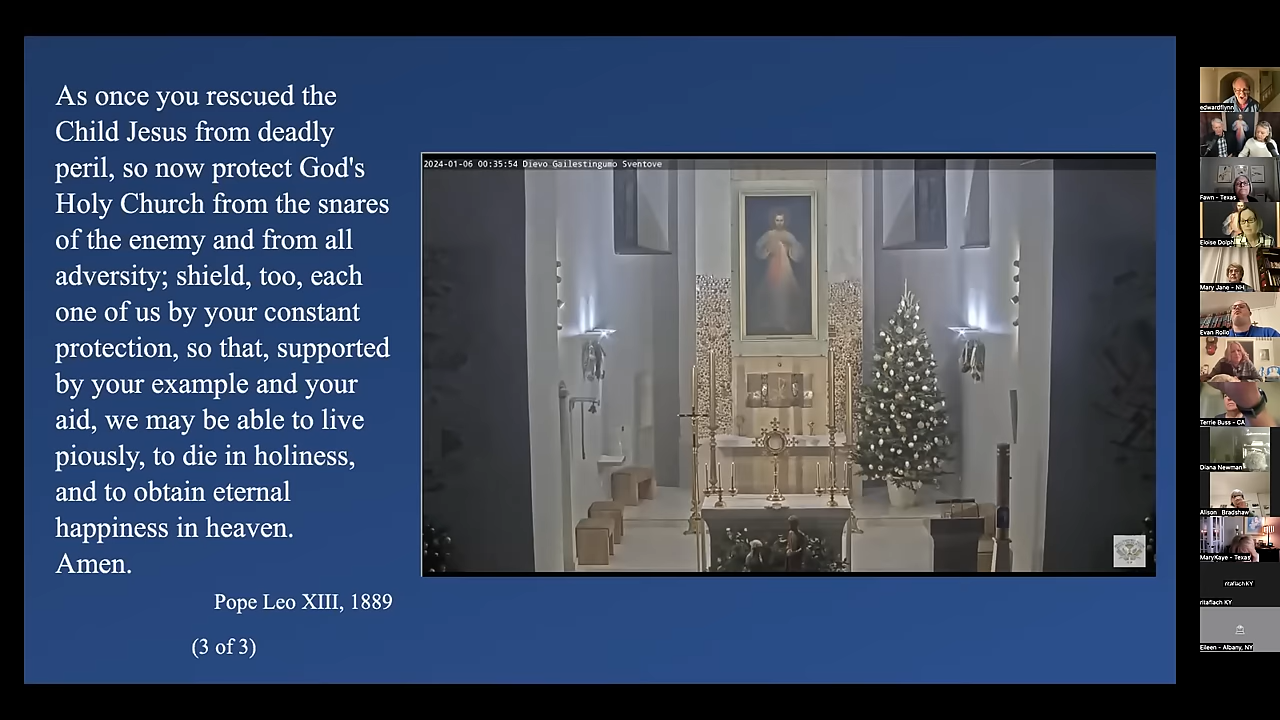 As once you rescued the
Child Jesus from deadly
peril, so now protect God's
Holy Church from the snares
of the enemy and from all
adversity; shield, too, each
one of us by your constant
protection, so that, supported
by your example and your
aid, we may be able to live
piously, to die in holiness,
and to obtain eternal
happiness in heaven.
Amen.
Pope Leo XIII, 1889
(3 of 3)
2024-01-06 00:35:54 Dievo Gailestingumo Sventove
edwardflynn
Fawn - Texas
Eloise Dolph
Mary Jane - NH
Evan Rollo
Terrie Buss - CA
Diana Newman
Alison Bradshaw
MaryKaye - Texas
ritaflach KY
ritaflach KY
Eileen - Albany, NY